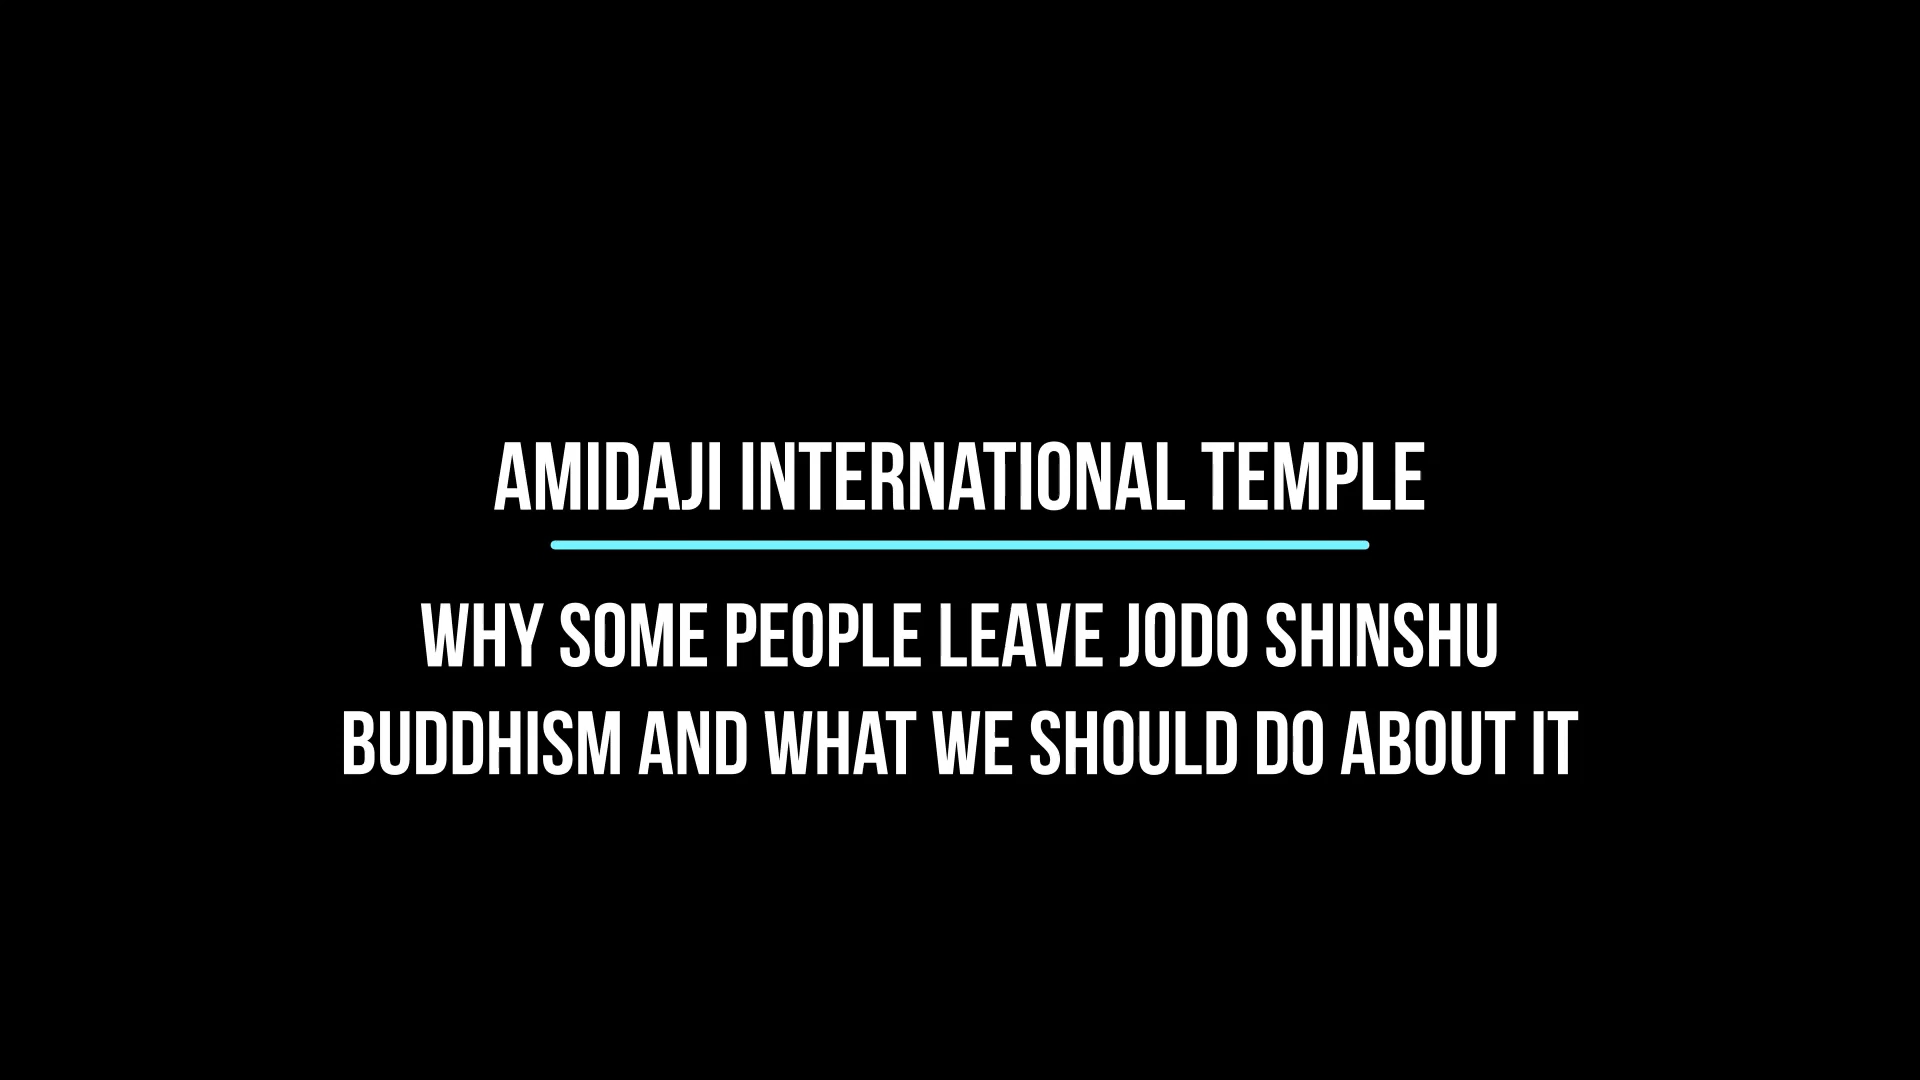 AMIDAJI INTERNATIONAL TEMPLE
WHY SOME PEOPLE LEAVE JODO SHINSHU
BUDDHISM AND WHAT WE SHOULD DO ABOUT IT